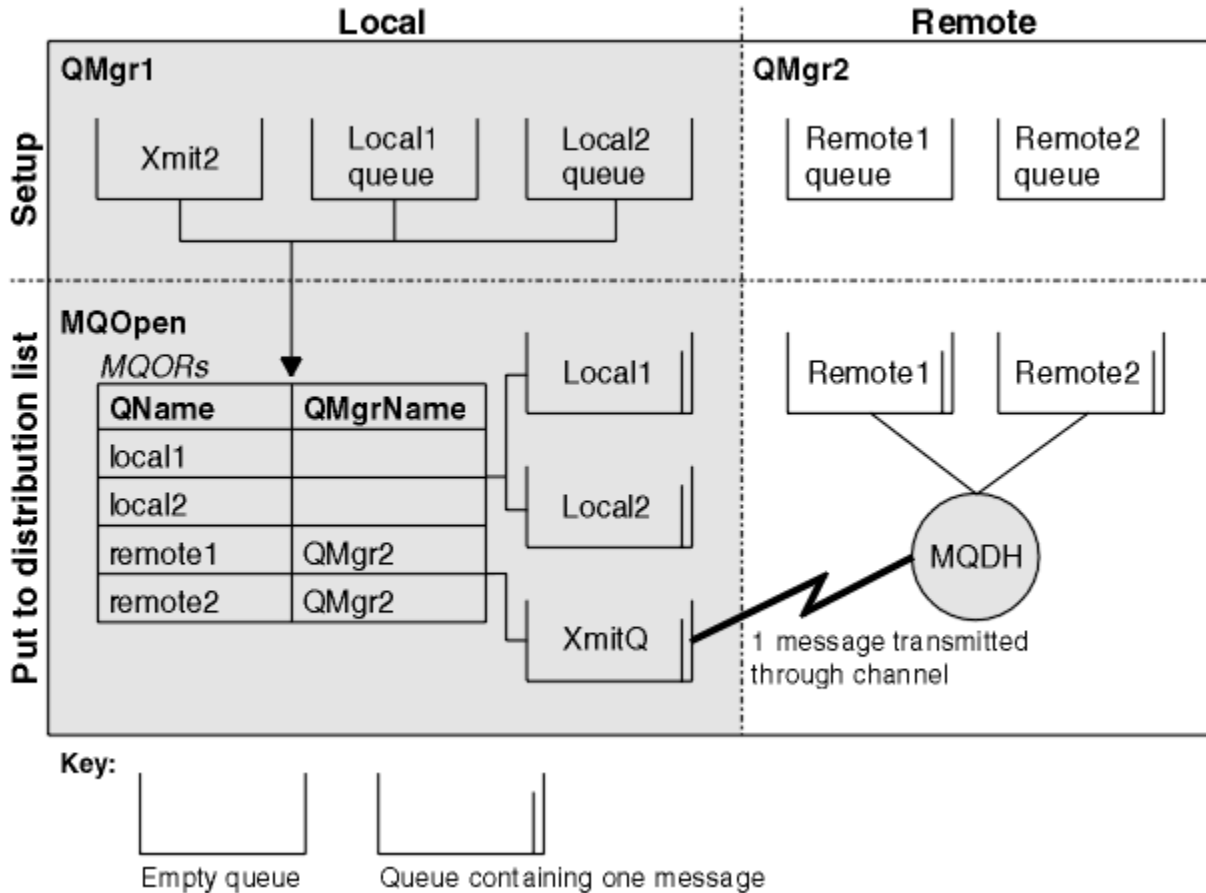 Local
Remote
Setup
QMgr1
QMgr2
Xmit2
Local1
queue
Local2
queue
Remote1
queue
Remote2
queue
Put to distribution list
MQOpen
MQORs
QName QMgrName
local1
local2
remote1 QMgr2
remote2 QMgr2
Local1
Local2
XmitQ
Remote1
Remote2
MQDH
1 message transmitted
through channel
Key:
Empty queue
Queue containing one message